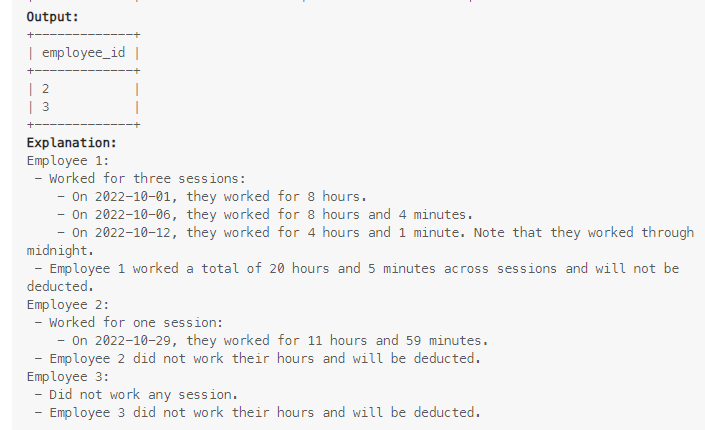 Output:
+-------------+
| employee_id |
+-------------+
| 2           |
| 3           |
+-------------+
Explanation:
Employee 1:
 - Worked for three sessions:
    - On 2022-10-01, they worked for 8 hours.
    - On 2022-10-06, they worked for 8 hours and 4 minutes.
    - On 2022-10-12, they worked for 4 hours and 1 minute. Note that they worked through
midnight.
 - Employee 1 worked a total of 20 hours and 5 minutes across sessions and will not be
deducted.
Employee 2:
 - Worked for one session:
    - On 2022-10-29, they worked for 11 hours and 59 minutes.
 - Employee 2 did not work their hours and will be deducted.
Employee 3:
 - Did not work any session.
 - Employee 3 did not work their hours and will be deducted.